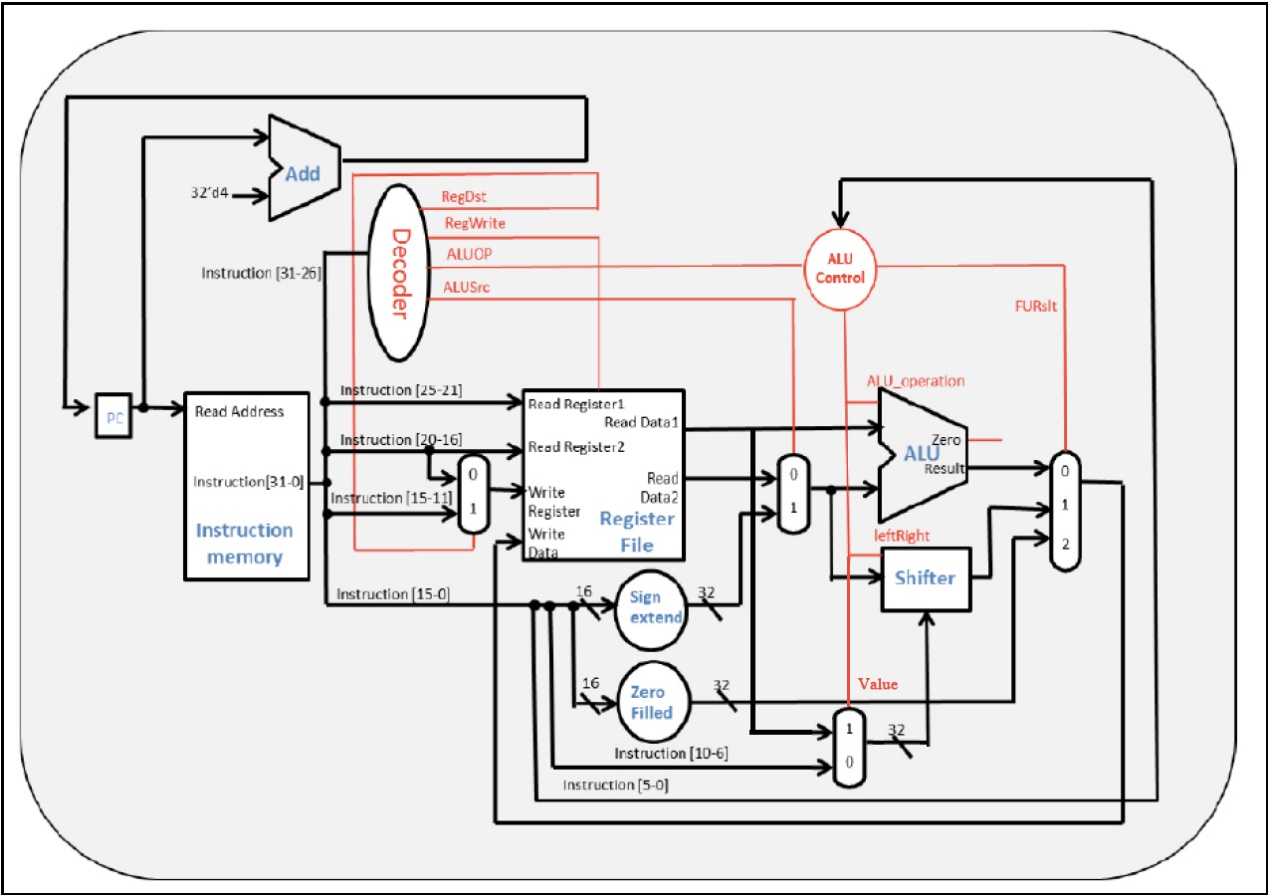 Add
32'd4
RegDst
RegWrite
ALUOP
ALUSrc
Decoder
Instruction [31-26]
ALU
Control
FURslt
PC
Read Address
Instruction[31-0]
Instruction
memory
Instruction [25-21]
Instruction [20-16]
Instruction [15-11]
Instruction [15-0]
0
1
Read Register1
Read Data1
Read Register2
Read
Data2
Write
Register
Write
Data
Register
File
0
1
ALU_operation
ALU
Zero
Result
0
1
2
leftRight
Shifter
16
Sign
extend
32
16
Zero
Filled
32
Value
1
0
32
Instruction [10-6]
Instruction [5-0]